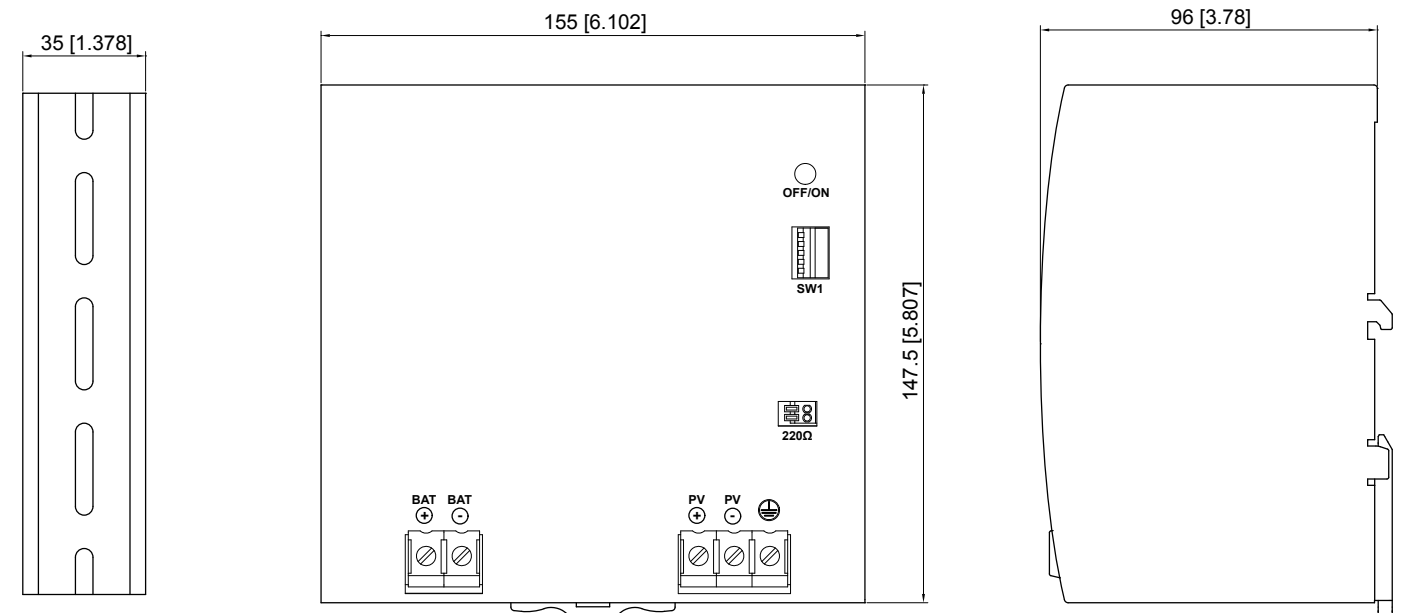 35 [1.378]
155 [6.102]
96 [3.78]
OFF/ON
SW1
147.5 [5.807]
220Ω
BAT BAT
+ -
PV PV
+ -